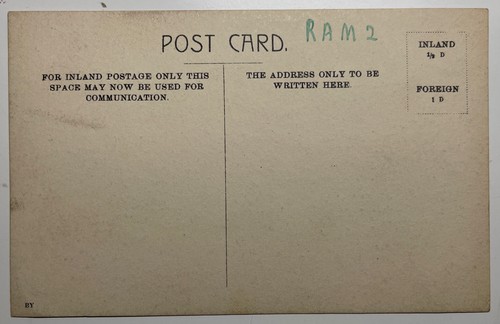 POST CARD.
RAM 2
INLAND
½ D
FOREIGN
1 D
FOR INLAND POSTAGE ONLY THIS
SPACE MAY NOW BE USED FOR
COMMUNICATION.
THE ADDRESS ONLY TO BE
WRITTEN HERE.